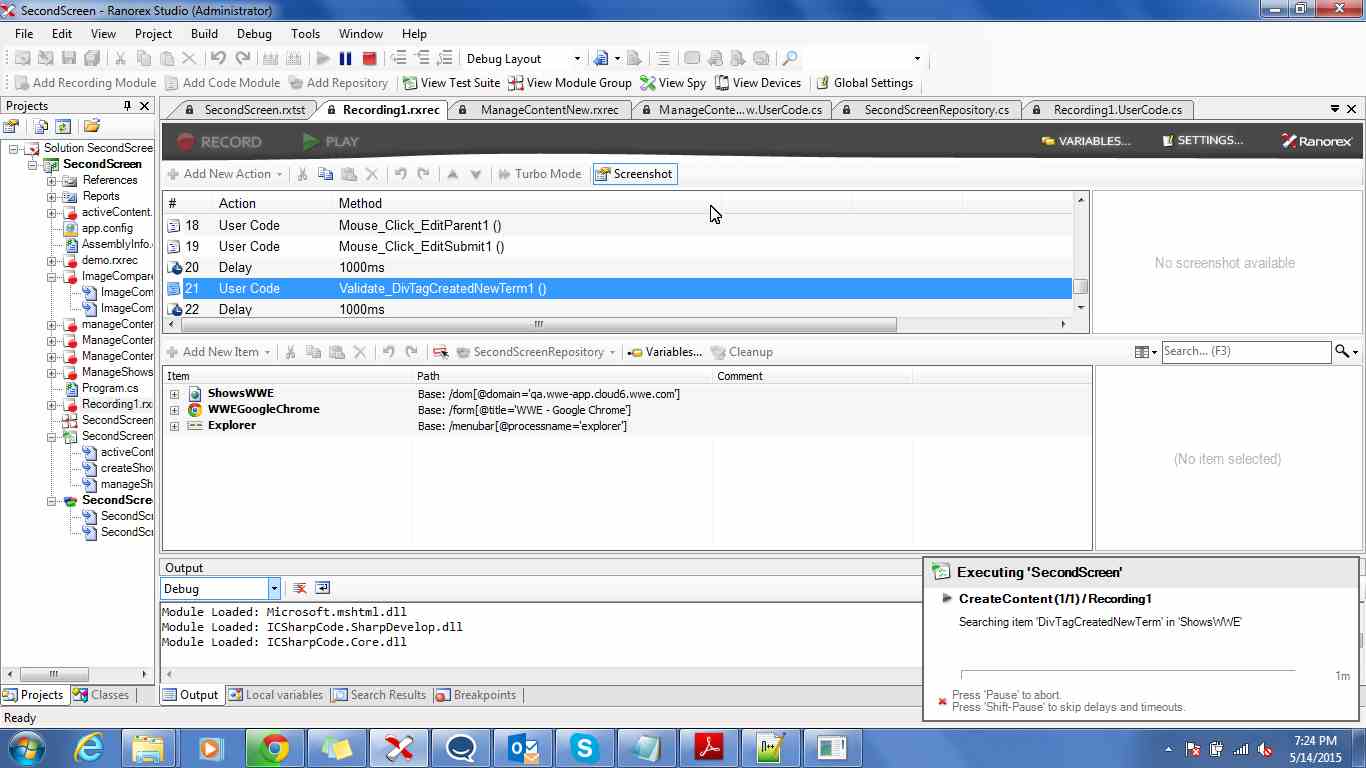 SecondScreen - Ranorex Studio (Administrator)
File Edit View Project Build Debug Tools Window Help
Debug Layout
Add Recording Module Add Code Module Add Repository View Test Suite View Module Group View Spy View Devices Global Settings
Projects
SecondScreen.rxtst Recording1.rxrec ManageContentNew.rxrec ManageConte...w.UserCode.cs SecondScreenRepository.cs Recording1.UserCode.cs
RECORD PLAY VARIABLES... SETTINGS... Ranorex
Add New Action Turbo Mode Screenshot
# Action Method
18 User Code Mouse_Click_EditParent1 ()
19 User Code Mouse_Click_EditSubmit1 ()
20 Delay 1000ms
21 User Code Validate_DivTagCreatedNewTerm1 ()
22 Delay 1000ms
No screenshot available
Solution SecondScree
SecondScreen
References
Reports
activeContent.
app.config
AssemblyInfo.
demo.rxrec
ImageCompare
ImageCom
ImageCom
manageConter
ManageConter
ManageConter
ManageShows
Program.cs
Recording1.rx
SecondScreen
SecondScreen
activeCont
createSho
manageSh
SecondScree
SecondScr
SecondScr
Add New Item SecondScreenRepository Variables... Cleanup Search... (F3)
Item Path Comment
ShowsWWE Base: /dom[@domain='qa.wwe-app.cloud6.wwe.com']
WWEGoogleChrome Base: /form[@title='WWE - Google Chrome']
Explorer Base: /menubar[@processname='explorer']
(No item selected)
Output
Debug
Module Loaded: Microsoft.mshtml.dll
Module Loaded: ICSharpCode.SharpDevelop.dll
Module Loaded: ICSharpCode.Core.dll
Executing 'SecondScreen'
CreateContent (1/1) / Recording1
Searching item 'DivTagCreatedNewTerm' in 'ShowsWWE'
1m
Press 'Pause' to abort.
Press 'Shift-Pause' to skip delays and timeouts.
Projects Classes Output Local variables Search Results Breakpoints
Ready
7:24 PM
5/14/2015